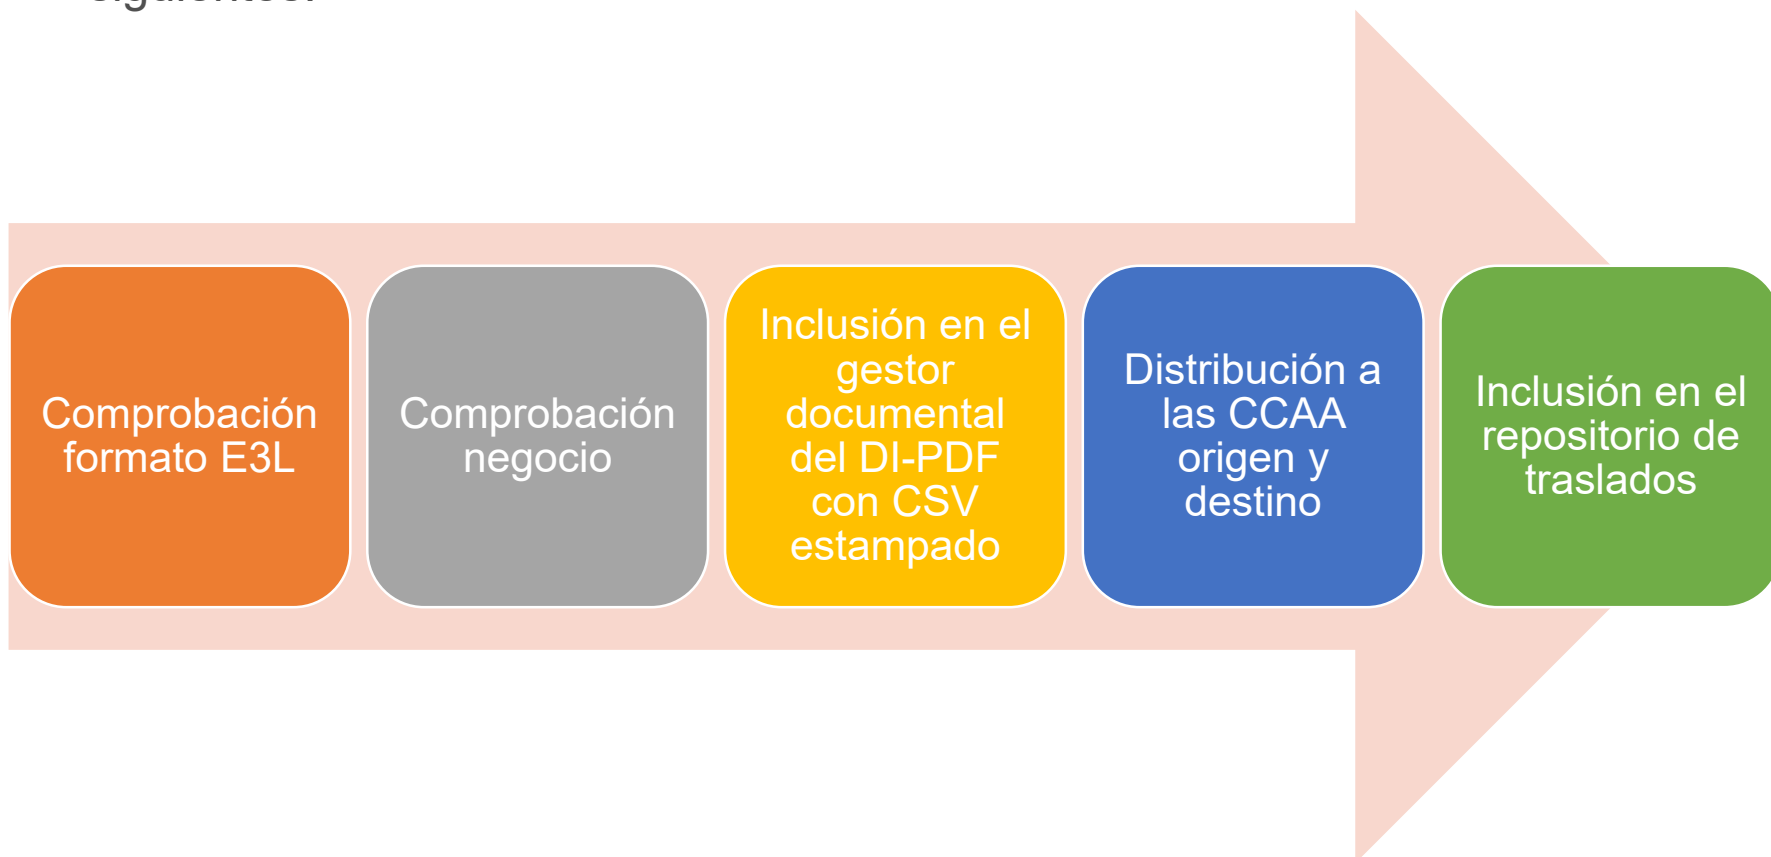 siguientes:
Comprobación
formato E3L
Comprobación
negocio
Inclusión en el
gestor
documental
del DI-PDF
con CSV
estampado
Distribución a
las CCAA
origen y
destino
Inclusión en el
repositorio de
traslados